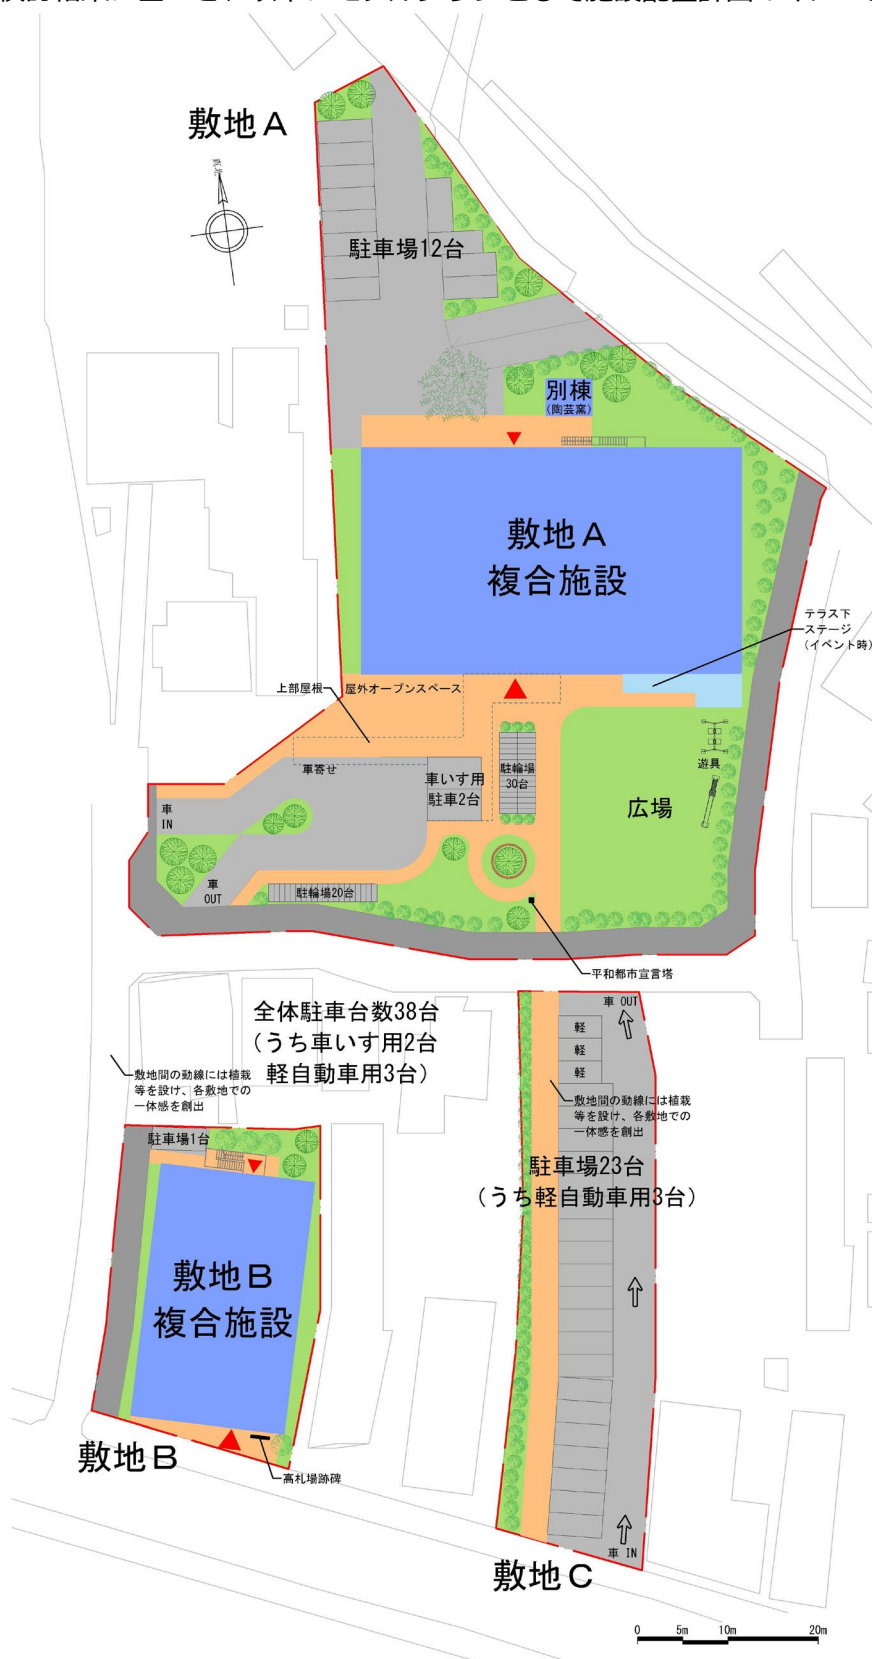 敷地A
真北
駐車場12台
別棟
(陶芸窯)
敷地A
複合施設
テラス下
ステージ
(イベント時)
上部屋根
屋外オープンスペース
車寄せ
車いす用
駐車2台
駐輪場
30台
遊具
広場
車
IN
車
OUT
駐輪場20台
平和都市宣言塔
全体駐車台数38台
(うち車いす用2台
軽自動車用3台)
車 OUT
軽
軽
軽
敷地間の動線には植栽
等を設け、各敷地での
一体感を創出
敷地間の動線には植栽
等を設け、各敷地での
一体感を創出
駐車場1台
駐車場23台
(うち軽自動車用3台)
敷地B
複合施設
敷地B
高札場跡碑
車 IN
敷地C
0 5m 10m 20m